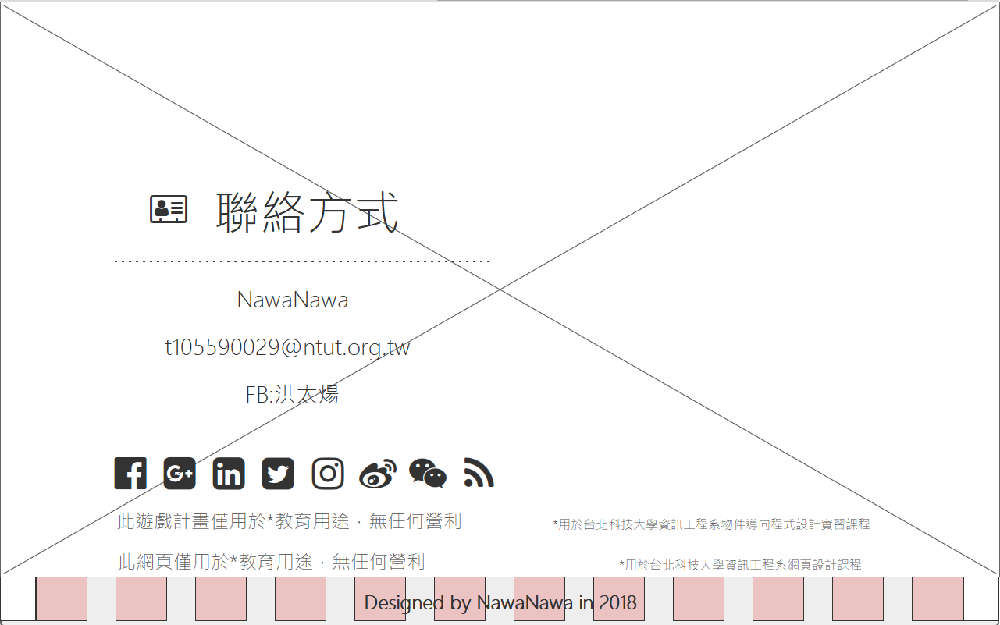 聯絡方式
NawaNawa
t105590029@ntut.org.tw
FB:洪太煬
此遊戲計畫僅用於*教育用途，無任何營利
*用於台北科技大學資訊工程系物件導向程式設計實習課程
此網頁僅用於*教育用途，無任何營利
*用於台北科技大學資訊工程系網頁設計課程
Designed by NawaNawa in 2018